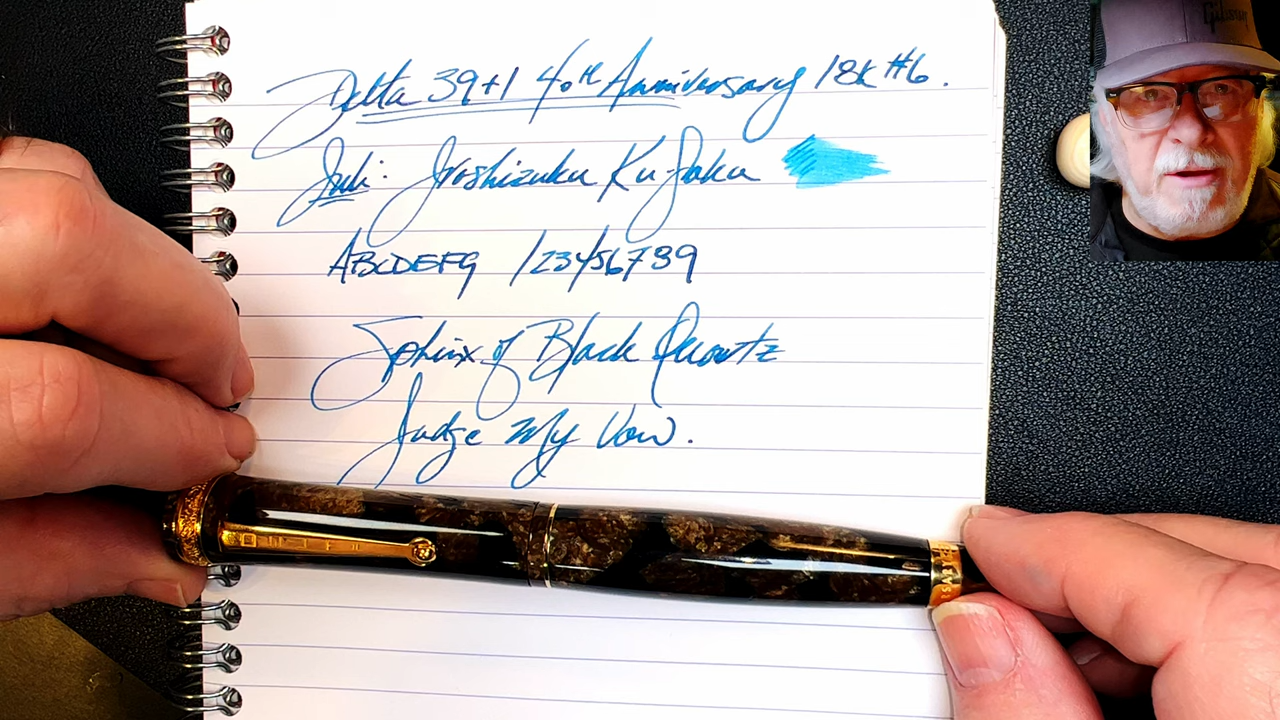 Gibson
Delta 39+1 40th Anniversary 18K #6.
Ink: Iroshizuku Ku Jaku
ABCDEFG 123456789
Sphinx of Black Quartz
Judge My Vow.